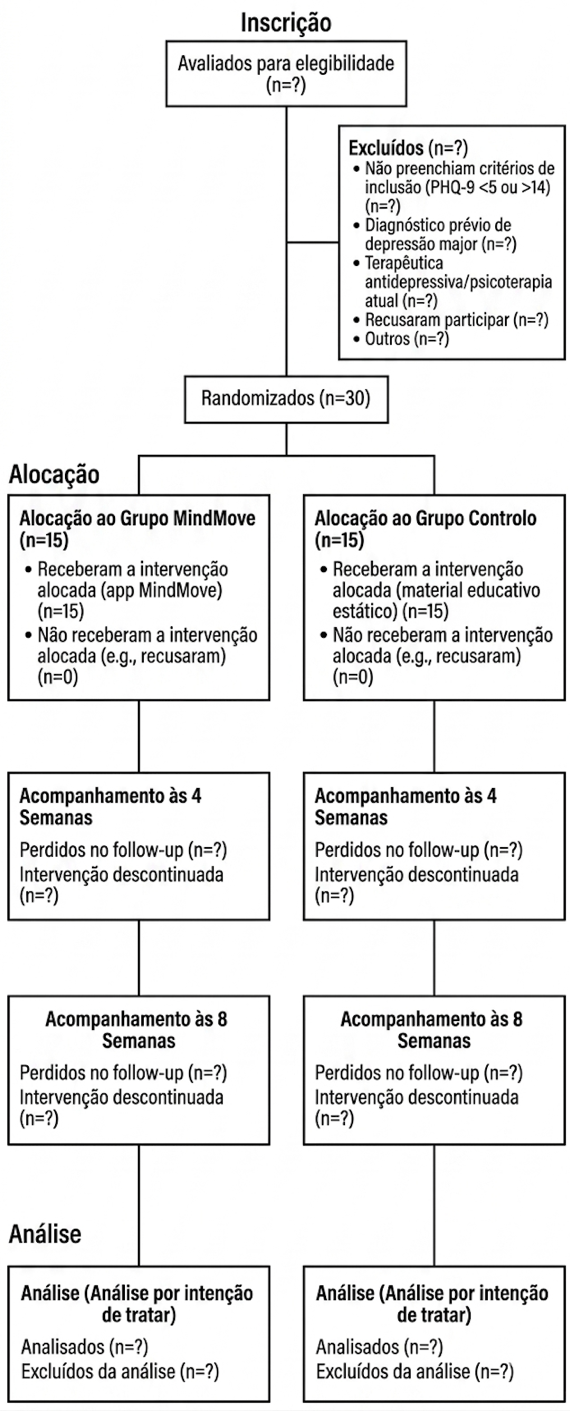 Inscrição
Avaliados para elegibilidade
(n=?)
Excluídos (n=?)
• Não preenchiam critérios de
inclusão (PHQ-9 <5 ou >14)
(n=?)
• Diagnóstico prévio de
depressão major (n=?)
• Terapêutica
antidepressiva/psicoterapia
atual (n=?)
• Recusaram participar (n=?)
• Outros (n=?)
Randomizados (n=30)
Alocação
Alocação ao Grupo MindMove
(n=15)
• Receberam a intervenção
alocada (app MindMove)
(n=15)
• Não receberam a intervenção
alocada (e.g., recusaram)
(n=0)
Alocação ao Grupo Controlo
(n=15)
• Receberam a intervenção
alocada (material educativo
estático) (n=15)
• Não receberam a intervenção
alocada (e.g., recusaram)
(n=0)
Acompanhamento às 4
Semanas
Perdidos no follow-up (n=?)
Intervenção descontinuada
(n=?)
Acompanhamento às 4
Semanas
Perdidos no follow-up (n=?)
Intervenção descontinuada
(n=?)
Acompanhamento às 8
Semanas
Perdidos no follow-up (n=?)
Intervenção descontinuada
(n=?)
Acompanhamento às 8
Semanas
Perdidos no follow-up (n=?)
Intervenção descontinuada
(n=?)
Análise
Análise (Análise por intenção
de tratar)
Analisados (n=?)
Excluídos da análise (n=?)
Análise (Análise por intenção
de tratar)
Analisados (n=?)
Excluídos da análise (n=?)